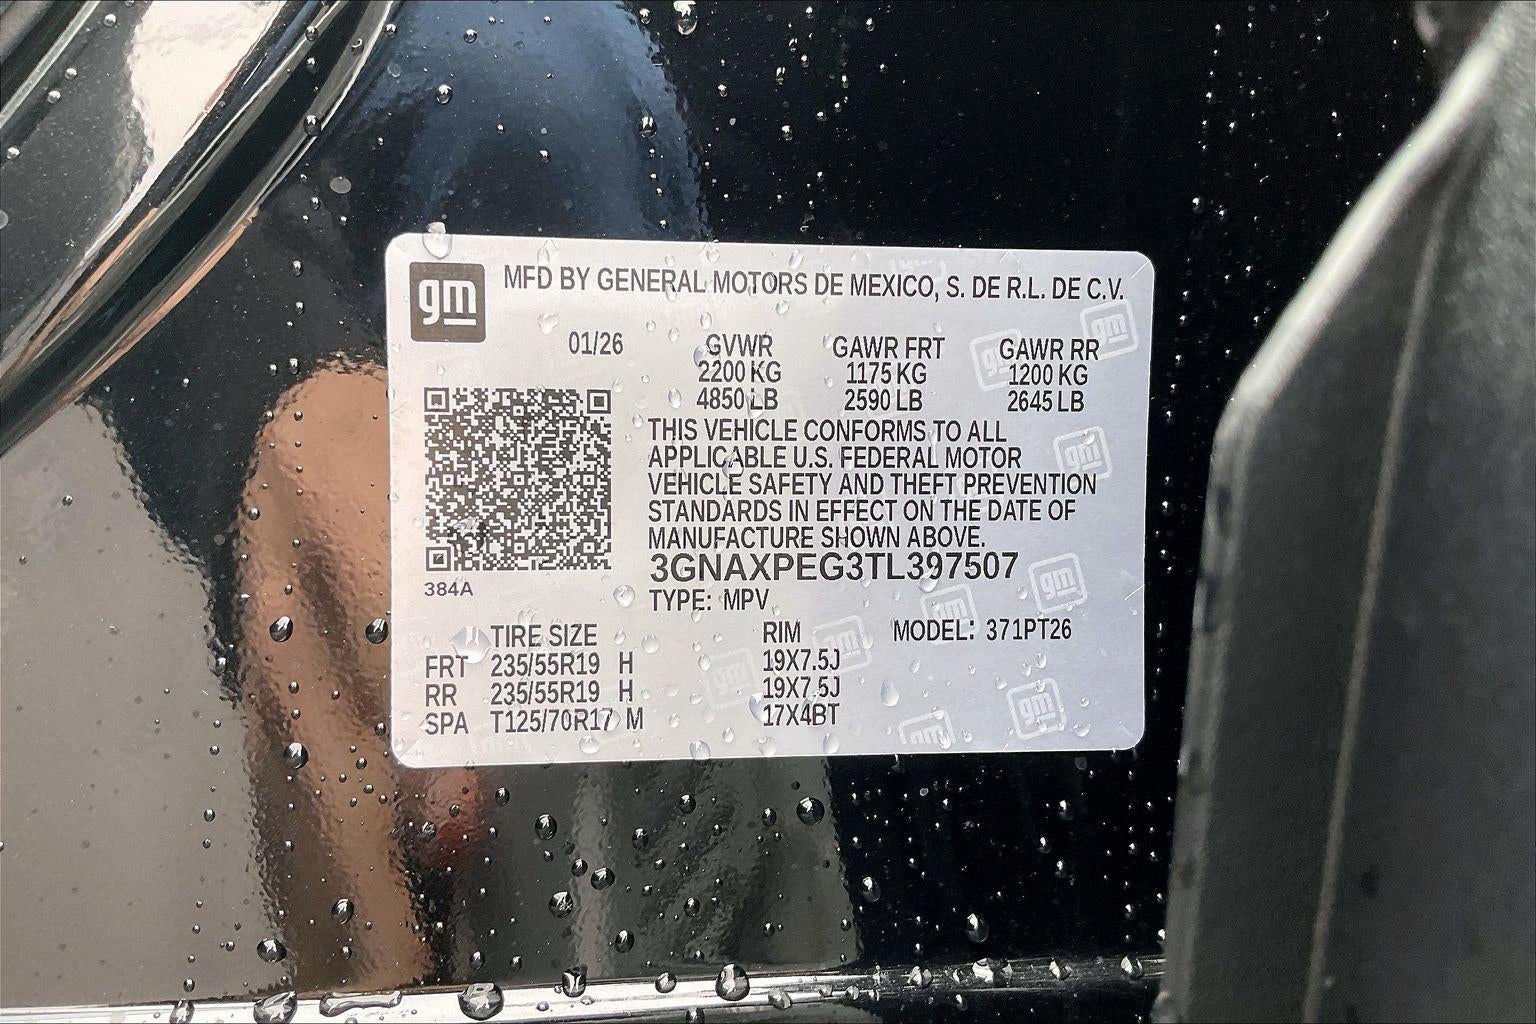 gm
MFD BY GENERAL MOTORS DE MEXICO, S. DE R.L. DE C.V.
01/26 GVWR GAWR FRT GAWR RR
2200 KG 1175 KG 1200 KG
4850 LB 2590 LB 2645 LB
THIS VEHICLE CONFORMS TO ALL
APPLICABLE U.S. FEDERAL MOTOR
VEHICLE SAFETY AND THEFT PREVENTION
STANDARDS IN EFFECT ON THE DATE OF
MANUFACTURE SHOWN ABOVE.
3GNAXPEG3TL397507
384A
TYPE: MPV
TIRE SIZE RIM MODEL: 371PT26
FRT 235/55R19 H 19X7.5J
RR 235/55R19 H 19X7.5J
SPA T125/70R17 M 17X4BT